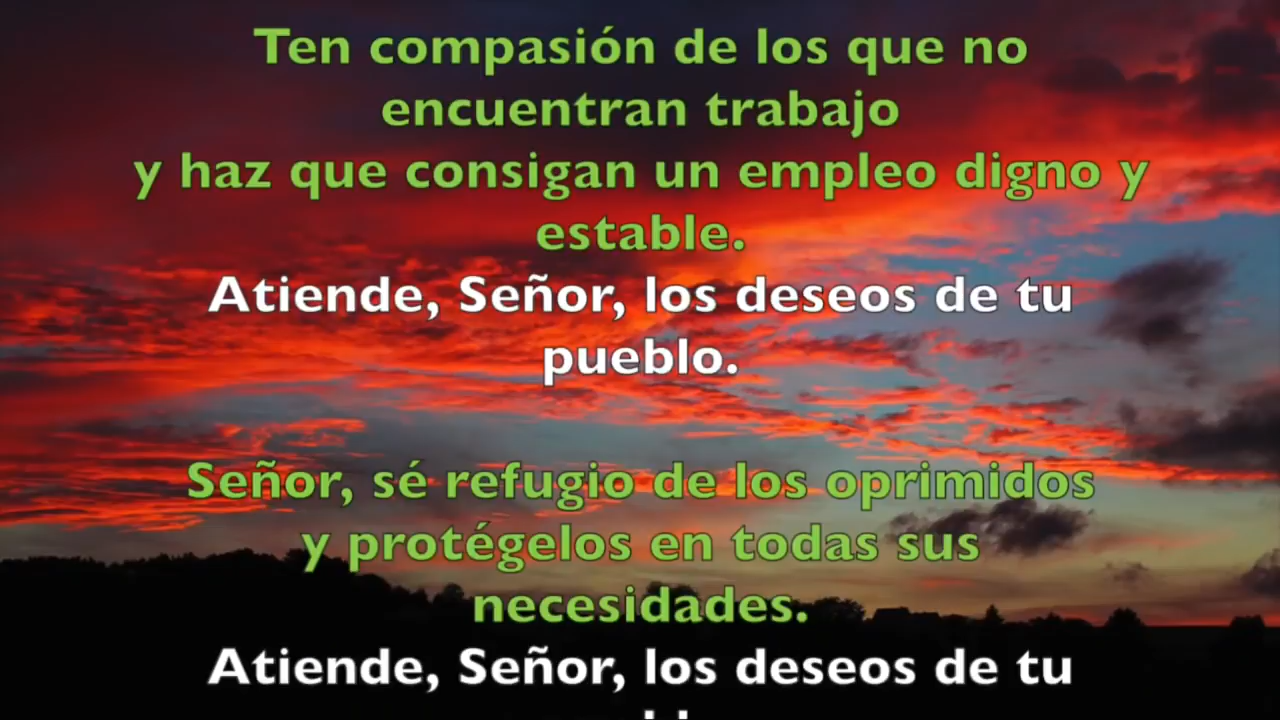 Ten compasión de los que no
encuentran trabajo
y haz que consigan un empleo digno y
estable.
Atiende, Señor, los deseos de tu
pueblo.
Señor, sé refugio de los oprimidos
y protégelos en todas sus
necesidades.
Atiende, Señor, los deseos de tu